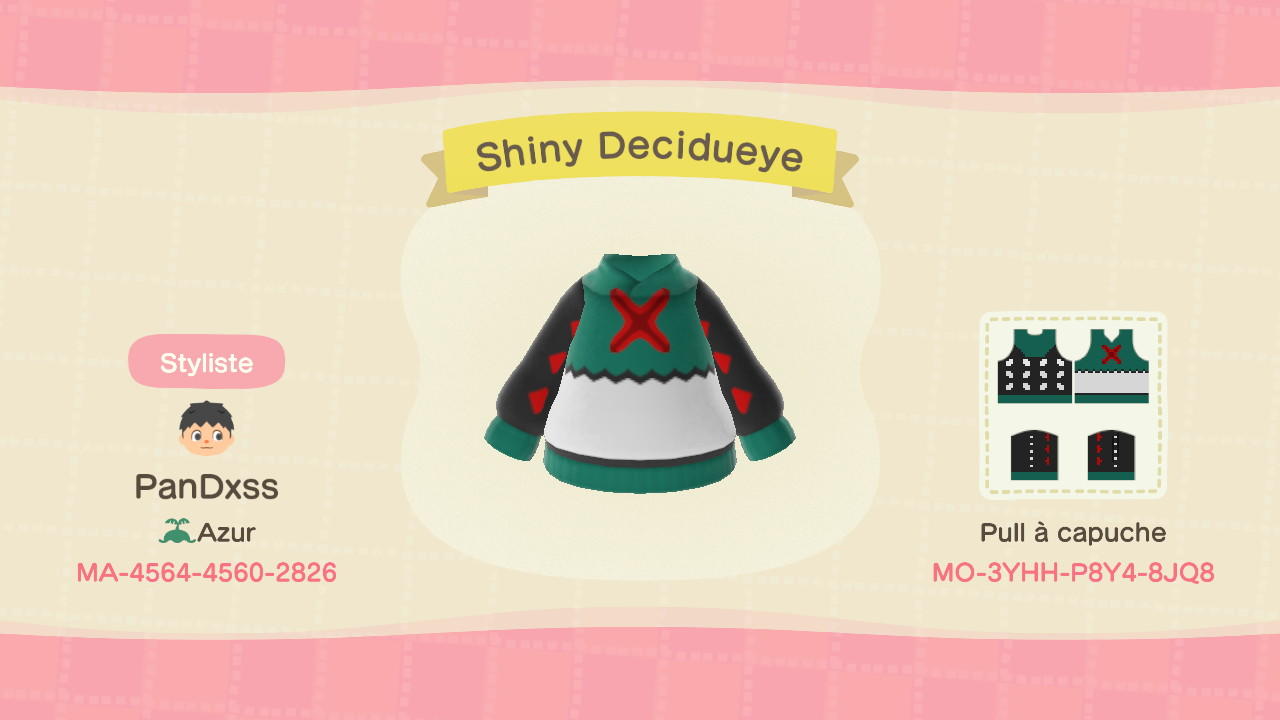 Shiny Decidueye
Styliste
PanDxss
Azur
MA-4564-4560-2826
Pull à capuche
MO-3YHH-P8Y4-8JQ8